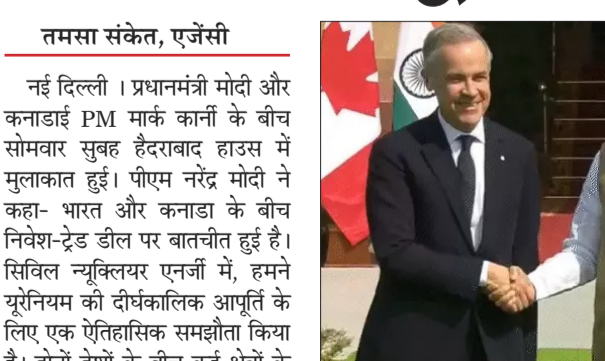 तमसा संकेत, एजेंसी
नई दिल्ली । प्रधानमंत्री मोदी और
कनाडाई PM मार्क कार्नी के बीच
सोमवार सुबह हैदराबाद हाउस में
मुलाकात हुई। पीएम नरेंद्र मोदी ने
कहा- भारत और कनाडा के बीच
निवेश-ट्रेड डील पर बातचीत हुई है।
सिविल न्यूक्लियर एनर्जी में, हमने
यूरेनियम की दीर्घकालिक आपूर्ति के
लिए एक ऐतिहासिक समझौता किया